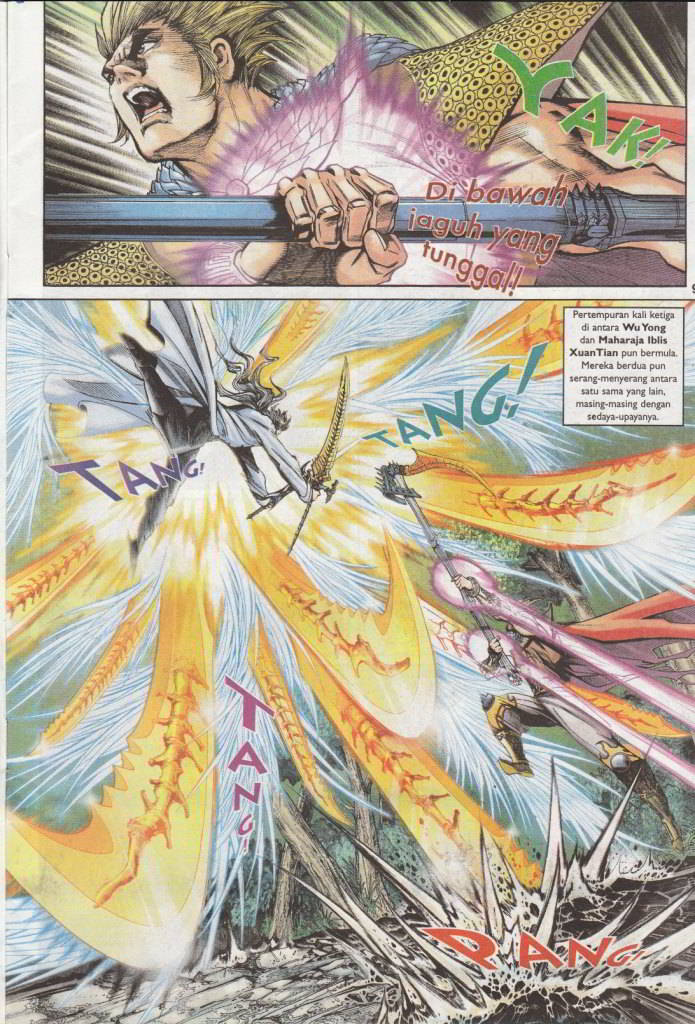 YAK!
Di bawah
jaguh yang
tunggal!
9
Pertempuran kali ketiga
di antara Wu Yong
dan Maharaja Iblis
XuanTian pun bermula.
Mereka berdua pun
serang-menyerang antara
satu sama yang lain,
masing-masing dengan
sedaya-upayanya.
TANG!
TANG!
TANG!
PANG!